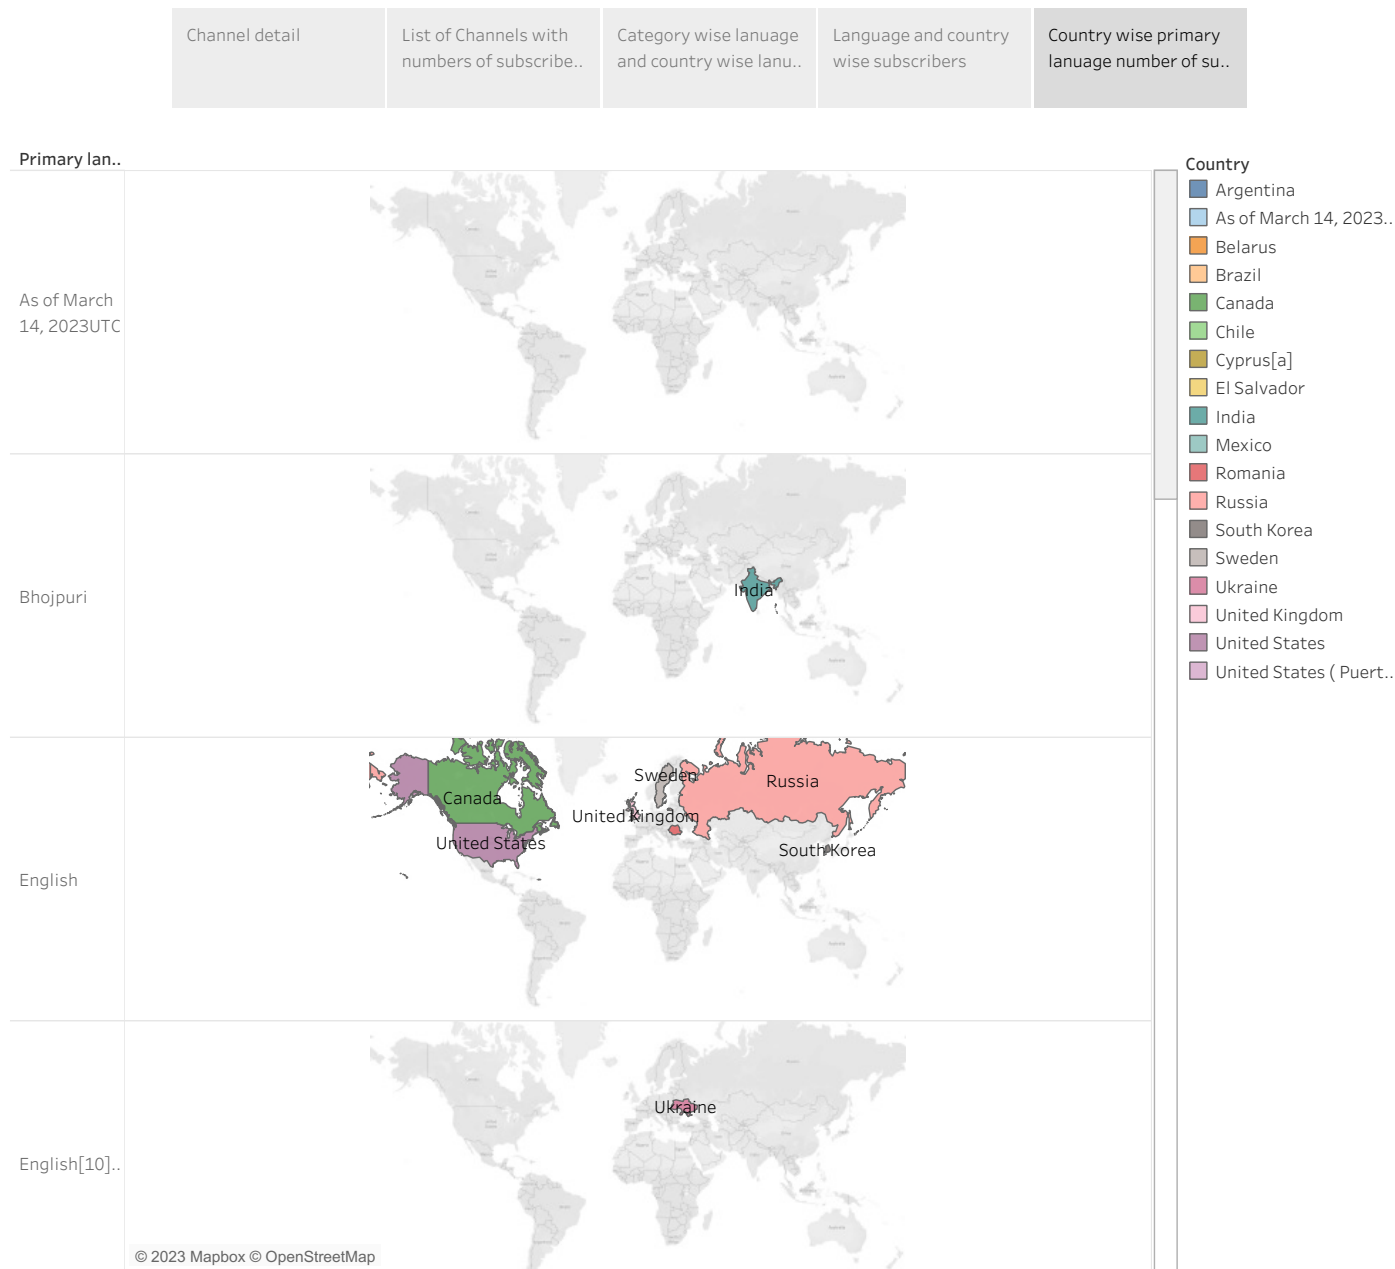 Channel detail
List of Channels with
numbers of subscribe..
Category wise lanuage
and country wise lanu..
Language and country
wise subscribers
Country wise primary
lanuage number of su..
Primary lan..
As of March
14, 2023UTC
Bhojpuri
India
English
Canada
United States
Sweden
United Kingdom
Russia
South Korea
English[10]..
Ukraine
© 2023 Mapbox © OpenStreetMap
Country
Argentina
As of March 14, 2023..
Belarus
Brazil
Canada
Chile
Cyprus[a]
El Salvador
India
Mexico
Romania
Russia
South Korea
Sweden
Ukraine
United Kingdom
United States
United States ( Puert..